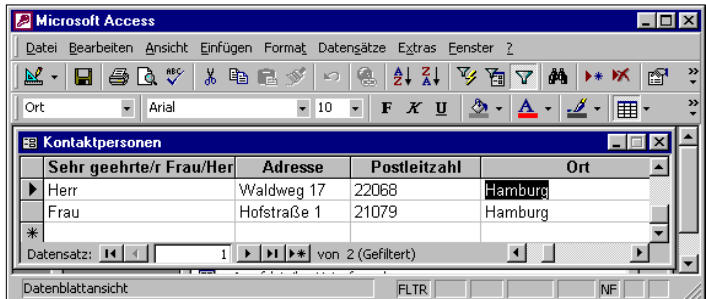 Microsoft Access
Datei Bearbeiten Ansicht Einfügen Format Datensätze Extras Fenster ?
Ort Arial 10 F K U A
Kontaktpersonen
Sehr geehrte/r Frau/Her Adresse Postleitzahl Ort
Herr Waldweg 17 22068 Hamburg
Frau Hofstraße 1 21079 Hamburg
Datensatz: 1 von 2 (Gefiltert)
Datenblattansicht FLTR NF